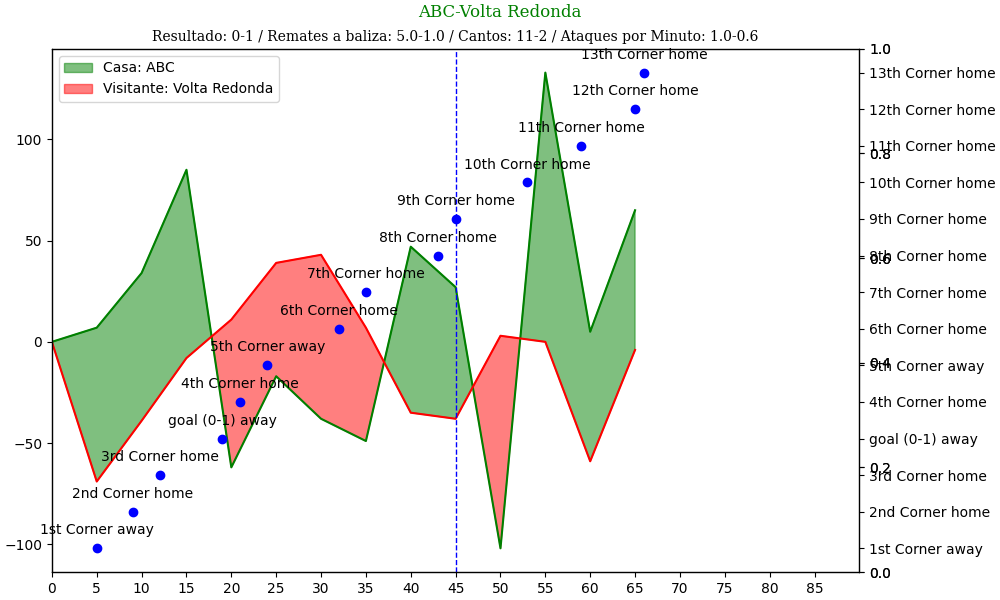 ABC-Volta Redonda
Resultado: 0-1 / Remates a baliza: 5.0-1.0 / Cantos: 11-2 / Ataques por Minuto: 1.0-0.6
Casa: ABC
Visitante: Volta Redonda
13th Corner home
12th Corner home
11th Corner home
10th Corner home
9th Corner home
8th Corner home
7th Corner home
6th Corner home
5th Corner away
4th Corner home
goal (0-1) away
3rd Corner home
2nd Corner home
1st Corner away
100
50
0
−50
−100
0 5 10 15 20 25 30 35 40 45 50 55 60 65 70 75 80 85
1.0
13th Corner home
12th Corner home
11th Corner home
0.8
10th Corner home
9th Corner home
8th Corner home
0.6
7th Corner home
6th Corner home
0.4
5th Corner away
4th Corner home
goal (0-1) away
0.2
3rd Corner home
2nd Corner home
1st Corner away
0.0